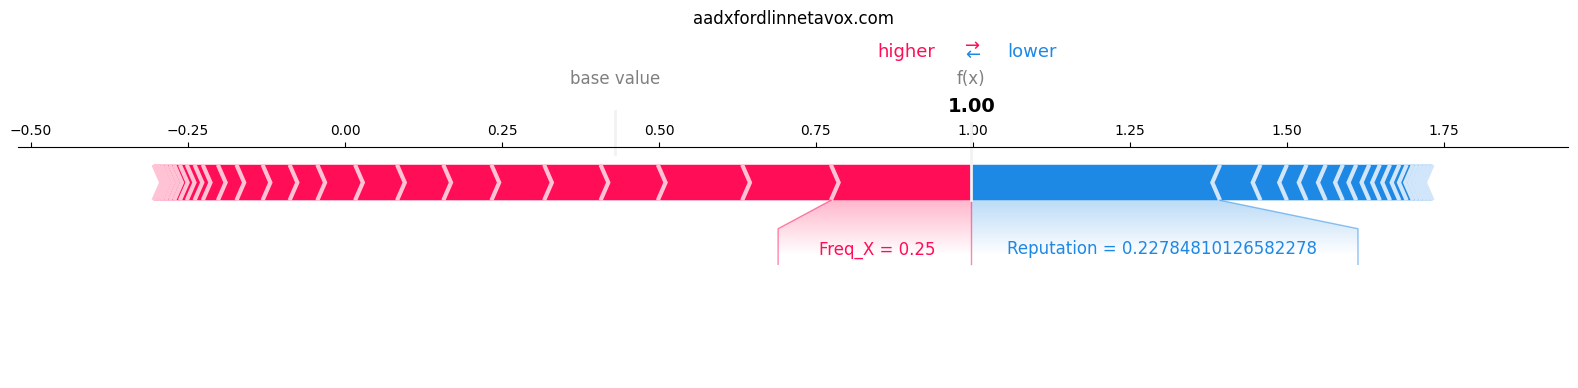 aadxfordlinnetavox.com
higher → ← lower
base value f(x)
1.00
−0.50 −0.25 0.00 0.25 0.50 0.75 1.00 1.25 1.50 1.75
Freq_X = 0.25 Reputation = 0.22784810126582278